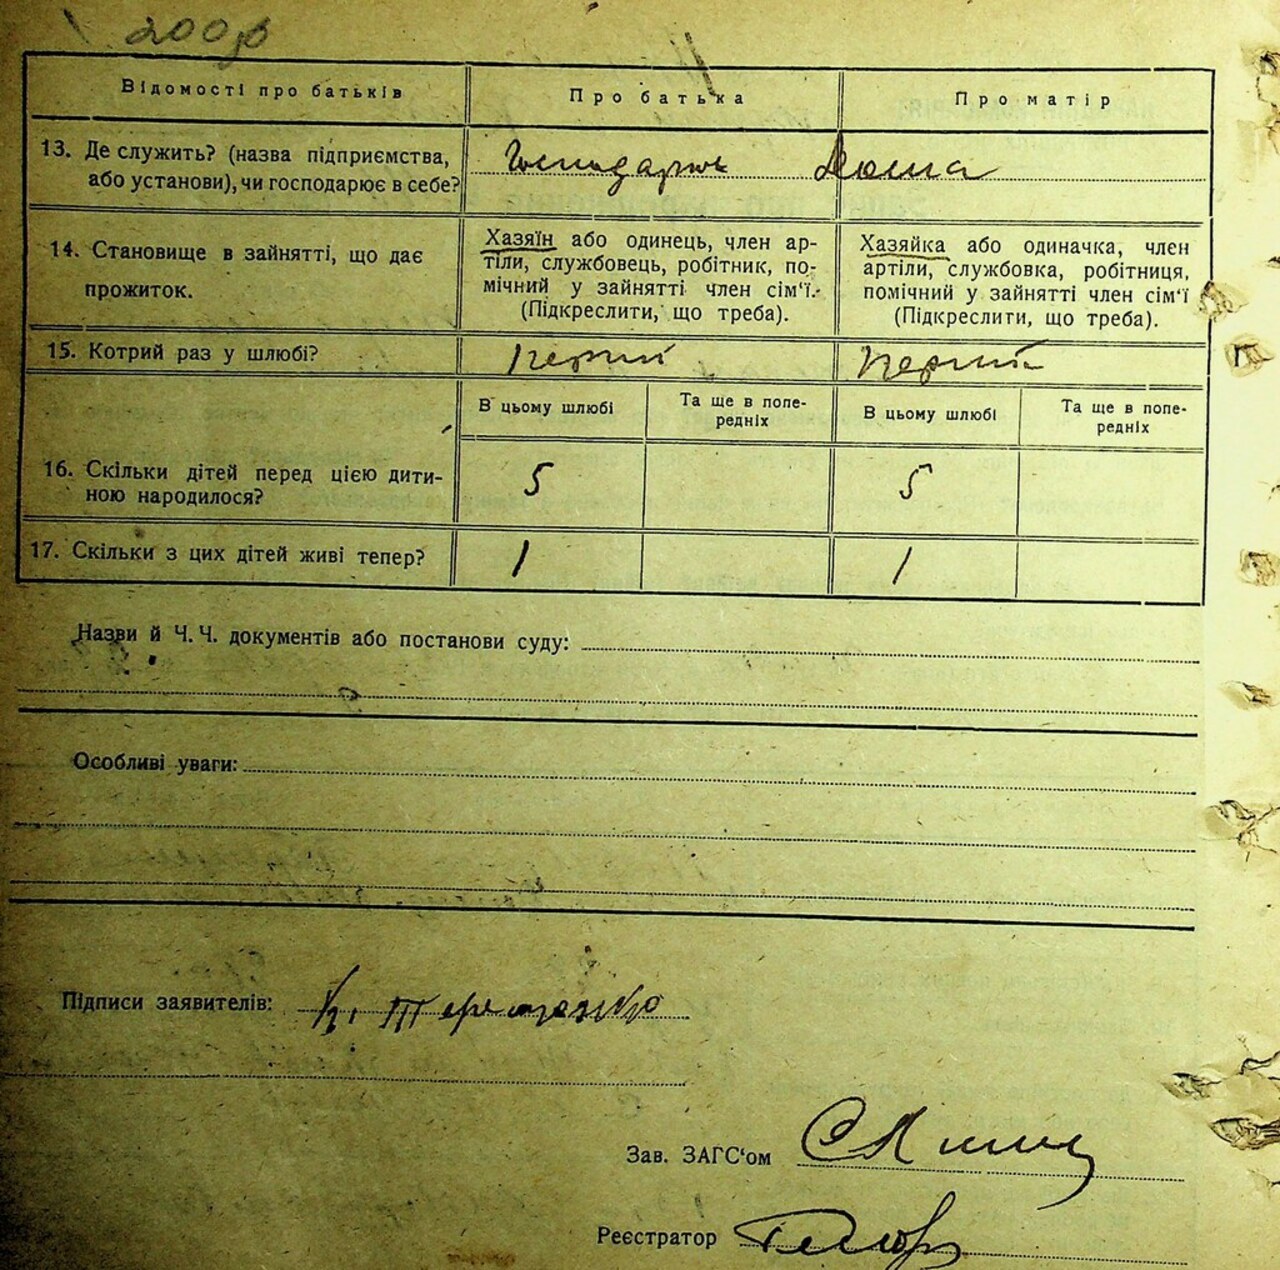 200
Відомості про батьків
Про батька
Про матір
13. Де служить? (назва підприємства,
або установи), чи господарює в себе?
Господарює дома
14. Становище в зайнятті, що дає
прожиток.
Хазяїн або одинець, член ар-
тіли, службовець, робітник, по-
мічний у зайнятті член сім'ї.
(Підкреслити, що треба).
Хазяйка або одиначка, член
артіли, службовка, робітниця,
помічний у зайнятті член сім'ї
(Підкреслити, що треба).
15. Котрий раз у шлюбі?
перший
перший
В цьому шлюбі
Та ще в попе-
редніх
В цьому шлюбі
Та ще в попе-
редніх
16. Скільки дітей перед цією дити-
ною народилося?
5
5
17. Скільки з цих дітей живі тепер?
1
1
Назви й Ч. Ч. документів або постанови суду:
Особливі уваги:
Підписи заявителів: Терещенко
Зав. ЗАГС'ом
Реєстратор